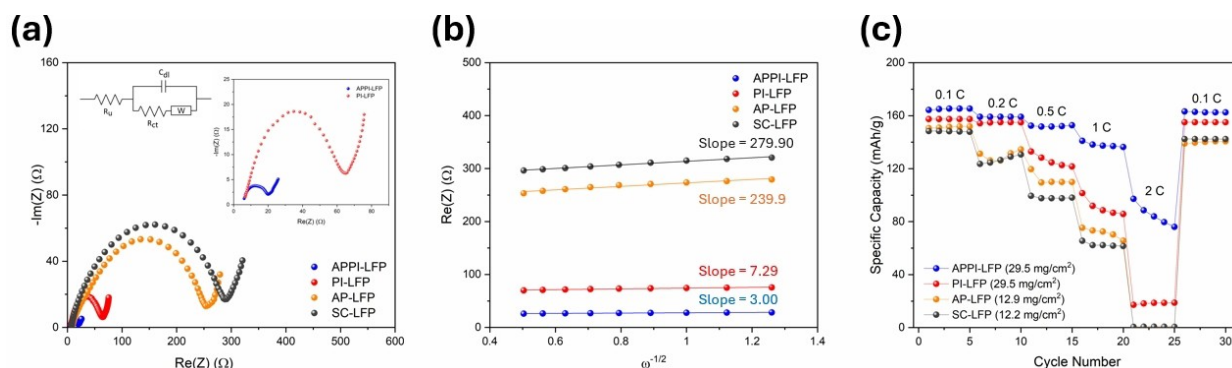 (a)
160
120
80
40
0
-Im(Z) (Ω)
0 100 200 300 400 500 600
Re(Z) (Ω)
Cdl
Ru
Rct
W
APPI-LFP
PI-LFP
25
20
15
10
5
0
-Im(Z) (Ω)
0 20 40 60 80
Re(Z) (Ω)
APPI-LFP
PI-LFP
AP-LFP
SC-LFP
(b)
500
400
300
200
100
0
Re(Z) (Ω)
APPI-LFP
PI-LFP
AP-LFP
SC-LFP
Slope = 279.90
Slope = 239.9
Slope = 7.29
Slope = 3.00
0.4 0.6 0.8 1.0 1.2 1.4
ω-1/2
(c)
200
160
120
80
40
0
Specific Capacity (mAh/g)
0.1 C
0.2 C
0.5 C
1 C
2 C
0.1 C
APPI-LFP (29.5 mg/cm²)
PI-LFP (29.5 mg/cm²)
AP-LFP (12.9 mg/cm²)
SC-LFP (12.2 mg/cm²)
0 5 10 15 20 25 30
Cycle Number